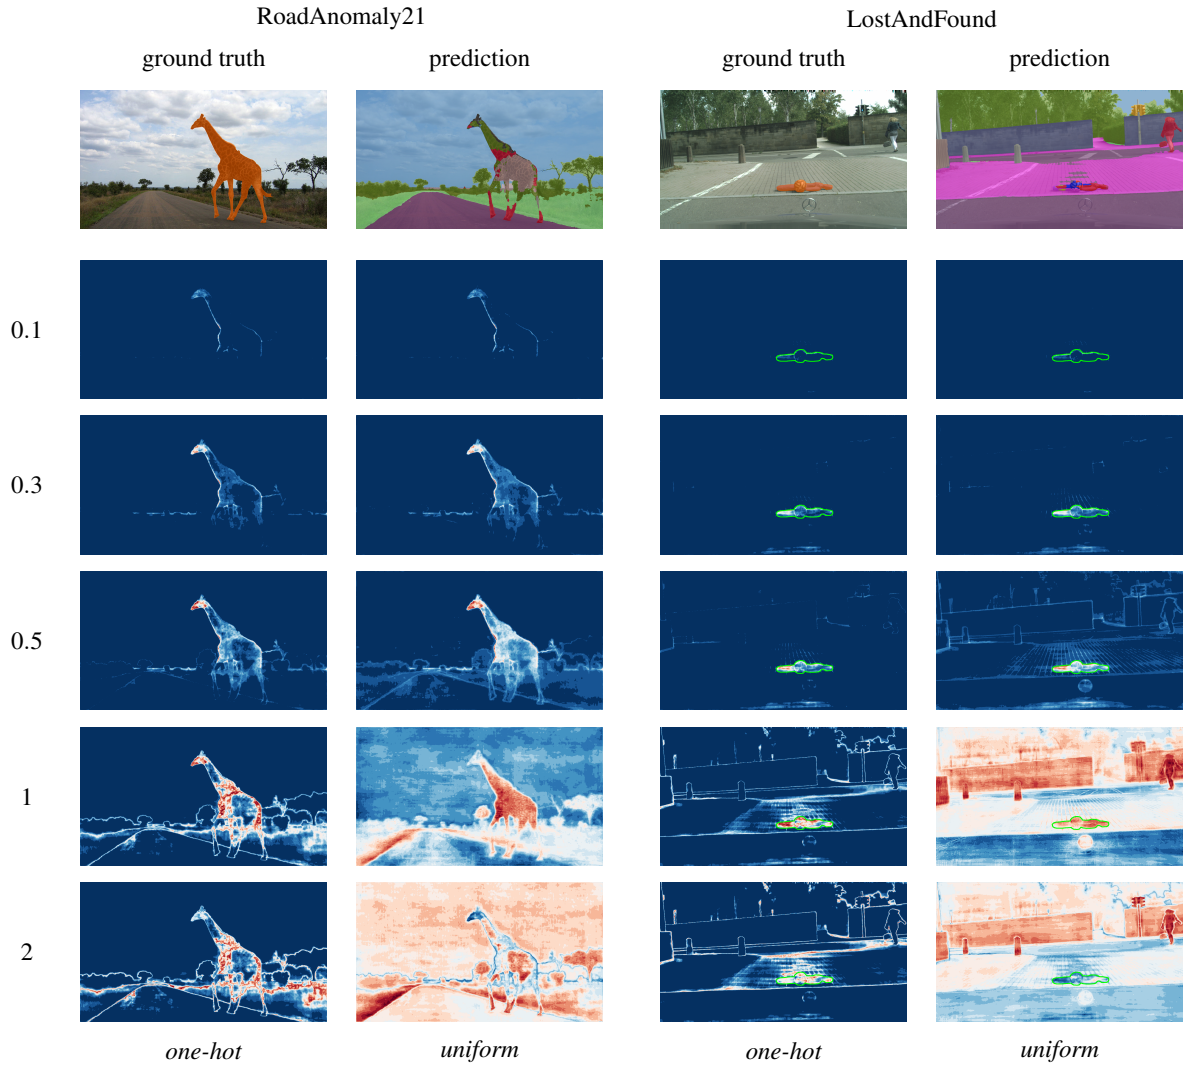 RoadAnomaly21 LostAndFound
ground truth prediction ground truth prediction
0.1
0.3
0.5
1
2
one-hot uniform one-hot uniform